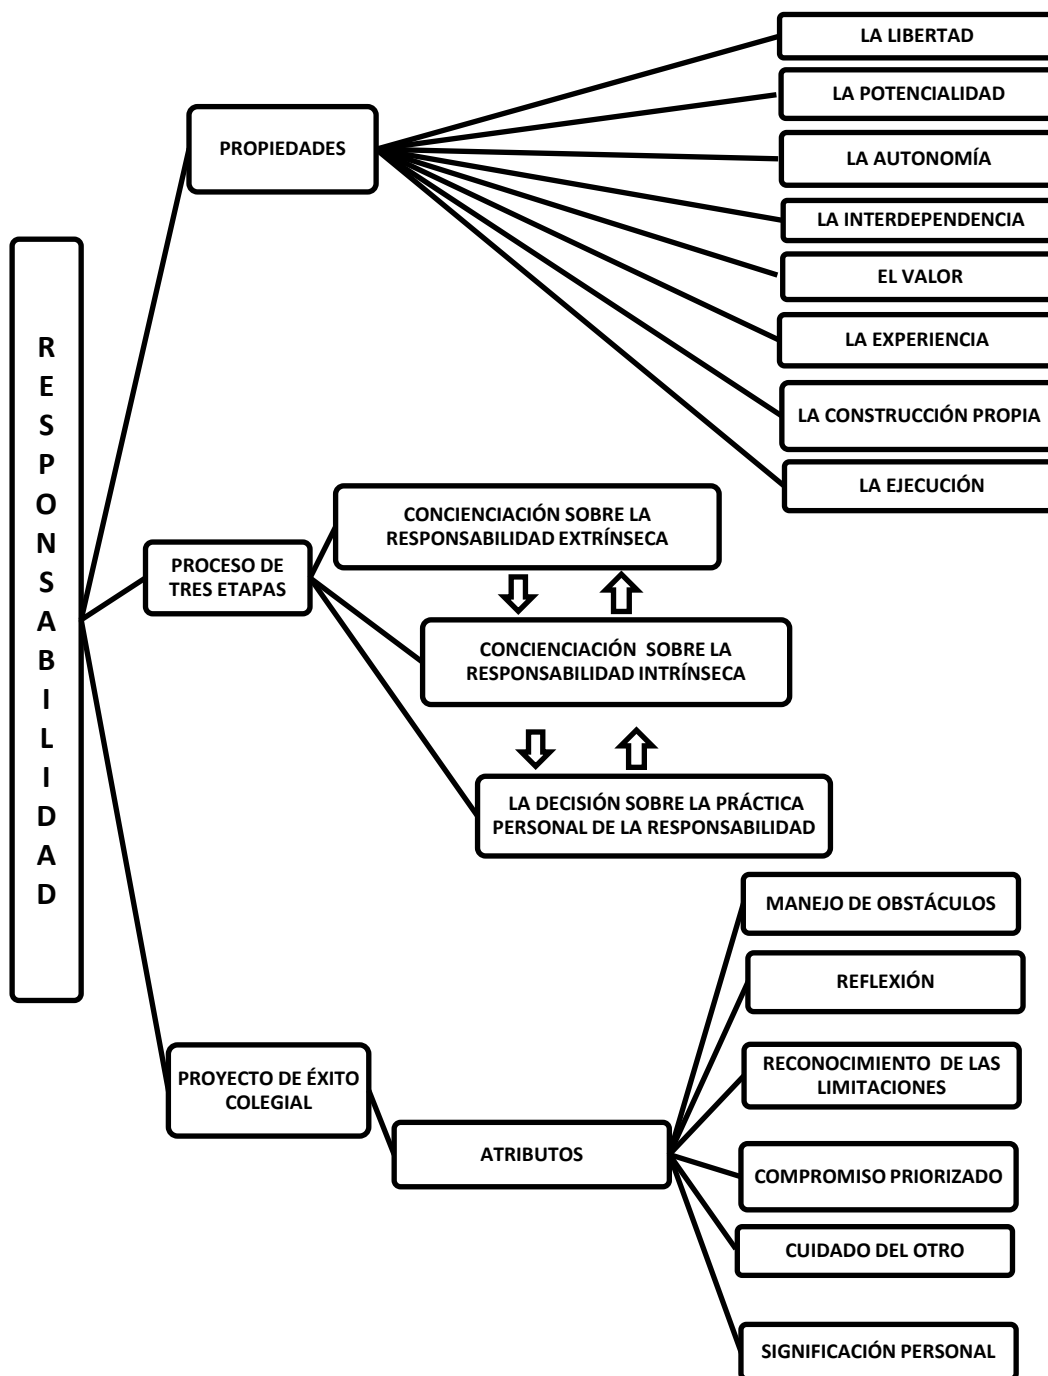 RESPONSABILIDAD
PROPIEDADES
LA LIBERTAD
LA POTENCIALIDAD
LA AUTONOMÍA
LA INTERDEPENDENCIA
EL VALOR
LA EXPERIENCIA
LA CONSTRUCCIÓN PROPIA
LA EJECUCIÓN
PROCESO DE
TRES ETAPAS
CONCIENCIACIÓN SOBRE LA
RESPONSABILIDAD EXTRÍNSECA
CONCIENCIACIÓN SOBRE LA
RESPONSABILIDAD INTRÍNSECA
LA DECISIÓN SOBRE LA PRÁCTICA
PERSONAL DE LA RESPONSABILIDAD
PROYECTO DE ÉXITO
COLEGIAL
ATRIBUTOS
MANEJO DE OBSTÁCULOS
REFLEXIÓN
RECONOCIMIENTO DE LAS
LIMITACIONES
COMPROMISO PRIORIZADO
CUIDADO DEL OTRO
SIGNIFICACIÓN PERSONAL